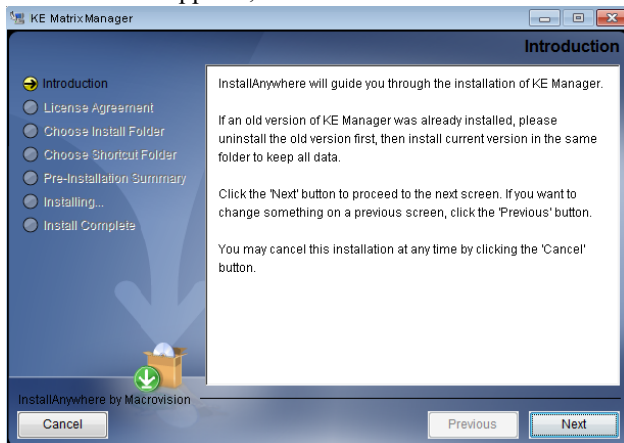 KE MatrixManager
Introduction
Introduction
License Agreement
Choose Install Folder
Choose Shortcut Folder
Pre-Installation Summary
Installing...
Install Complete
InstallAnywhere will guide you through the installation of KE Manager.
If an old version of KE Manager was already installed, please
uninstall the old version first, then install current version in the same
folder to keep all data.
Click the 'Next' button to proceed to the next screen. If you want to
change something on a previous screen, click the 'Previous' button.
You may cancel this installation at any time by clicking the 'Cancel'
button.
InstallAnywhere by Macrovision
Cancel
Previous
Next